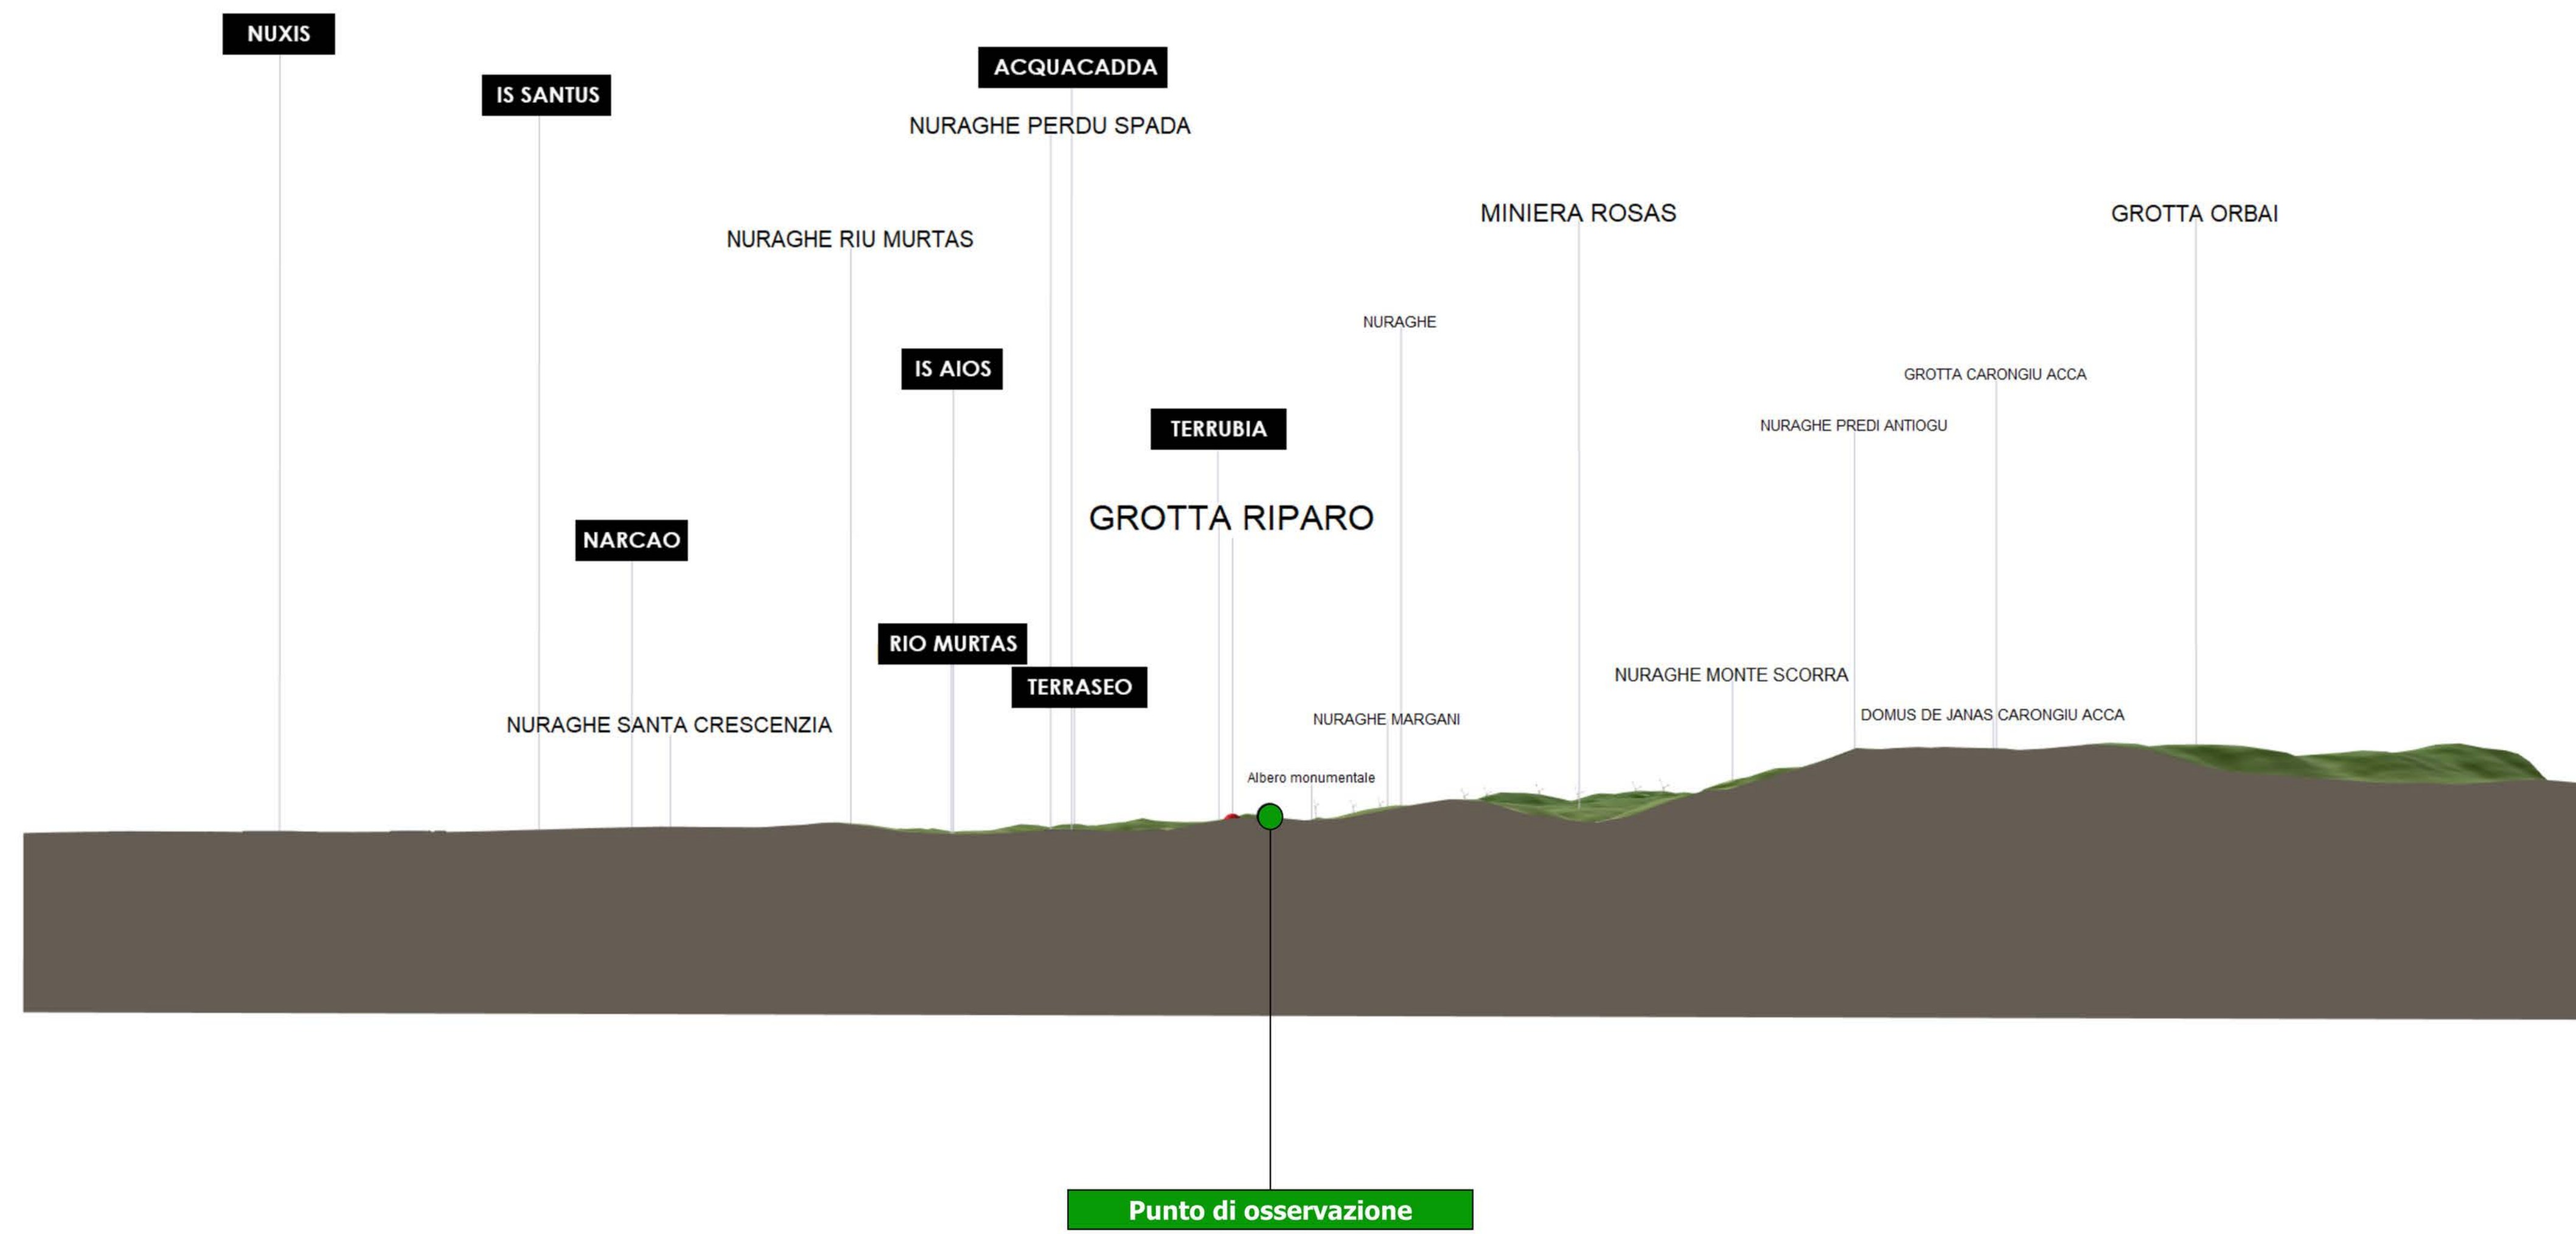 NUXIS
ACQUACADDA
IS SANTUS
NURAGHE PERDU SPADA
MINIERA ROSAS
GROTTA ORBAI
NURAGHE RIU MURTAS
NURAGHE
IS AIOS
GROTTA CARONGIU ACCA
TERRUBIA
NURAGHE PREDI ANTIOGU
GROTTA RIPARO
NARCAO
RIO MURTAS
NURAGHE MONTE SCORRA
TERRASEO
DOMUS DE JANAS CARONGIU ACCA
NURAGHE MARGANI
NURAGHE SANTA CRESCENZIA
Albero monumentale
Punto di osservazione